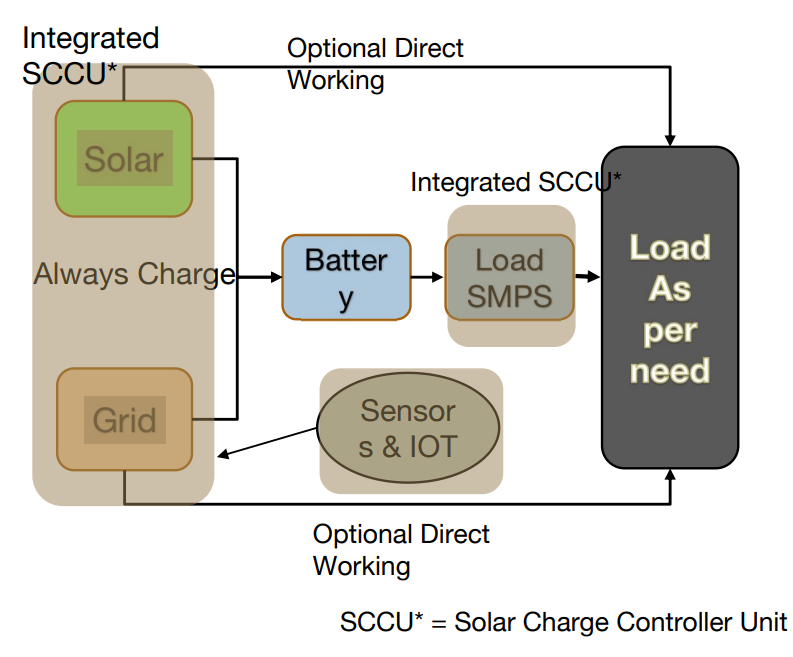 Integrated
SCCU*
Optional Direct
Working
Solar
Integrated SCCU*
Always Charge
Batter
y
Load
SMPS
Load
As
per
need
Grid
Sensor
s & IOT
Optional Direct
Working
SCCU* = Solar Charge Controller Unit